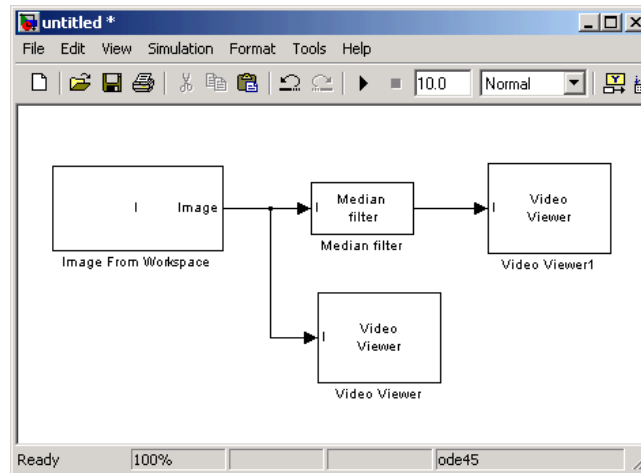 untitled *
File Edit View Simulation Format Tools Help
10.0 Normal
I Image
Image From Workspace
I Median
filter
Median filter
I Video
Viewer
Video Viewer1
I Video
Viewer
Video Viewer
Ready 100% ode45